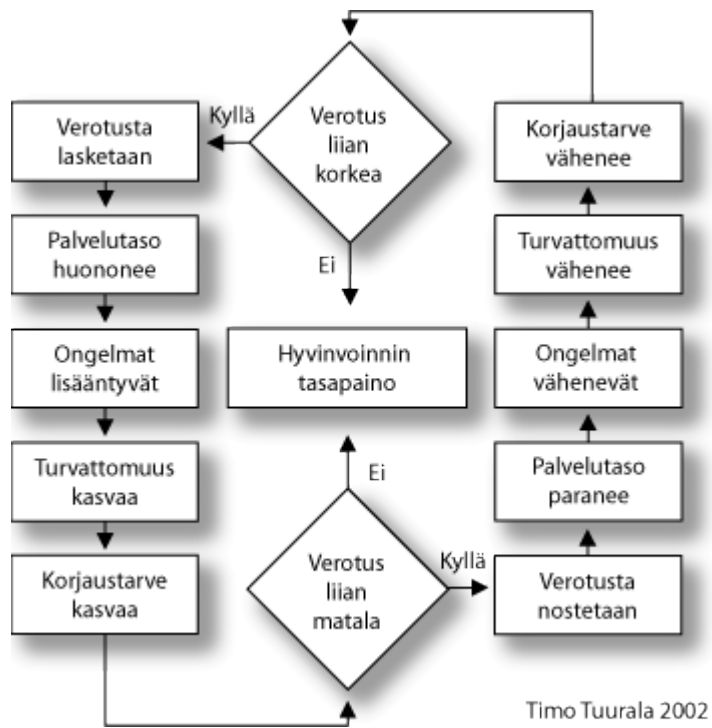 Verotus
liian
korkea
Kyllä
Ei
Verotusta
lasketaan
Palvelutaso
huononee
Ongelmat
lisääntyvät
Turvattomuus
kasvaa
Korjaustarve
kasvaa
Hyvinvoinnin
tasapaino
Ei
Verotus
liian
matala
Kyllä
Verotusta
nostetaan
Palvelutaso
paranee
Ongelmat
vähenevät
Turvattomuus
vähenee
Korjaustarve
vähenee
Timo Tuurala 2002